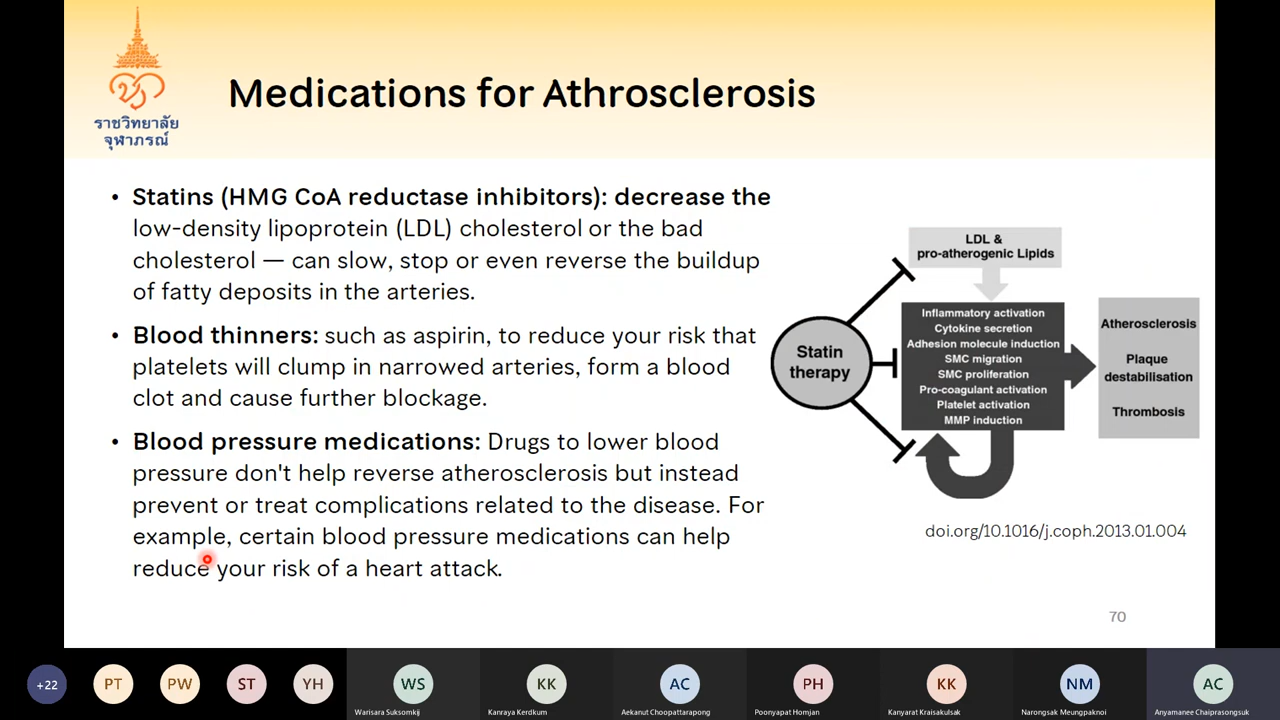 ราชวิทยาลัย
จุฬาภรณ์
Medications for Athrosclerosis
• Statins (HMG CoA reductase inhibitors): decrease the
low-density lipoprotein (LDL) cholesterol or the bad
cholesterol — can slow, stop or even reverse the buildup
of fatty deposits in the arteries.
• Blood thinners: such as aspirin, to reduce your risk that
platelets will clump in narrowed arteries, form a blood
clot and cause further blockage.
• Blood pressure medications: Drugs to lower blood
pressure don't help reverse atherosclerosis but instead
prevent or treat complications related to the disease. For
example, certain blood pressure medications can help
reduce your risk of a heart attack.
LDL &
pro-atherogenic Lipids
Statin
therapy
Inflammatory activation
Cytokine secretion
Adhesion molecule induction
SMC migration
SMC proliferation
Pro-coagulant activation
Platelet activation
MMP induction
Atherosclerosis
Plaque
destabilisation
Thrombosis
doi.org/10.1016/j.coph.2013.01.004
70
+22
PT
PW
ST
YH
WS
KK
AC
PH
KK
NM
AC
Warisara Suksomkij
Kanraya Kerdkum
Aekanut Choopattarapong
Poonyapat Homjan
Kanyarat Kraisakulsak
Narongsak Meungpaknoi
Anyamanee Chaiprasongsuk